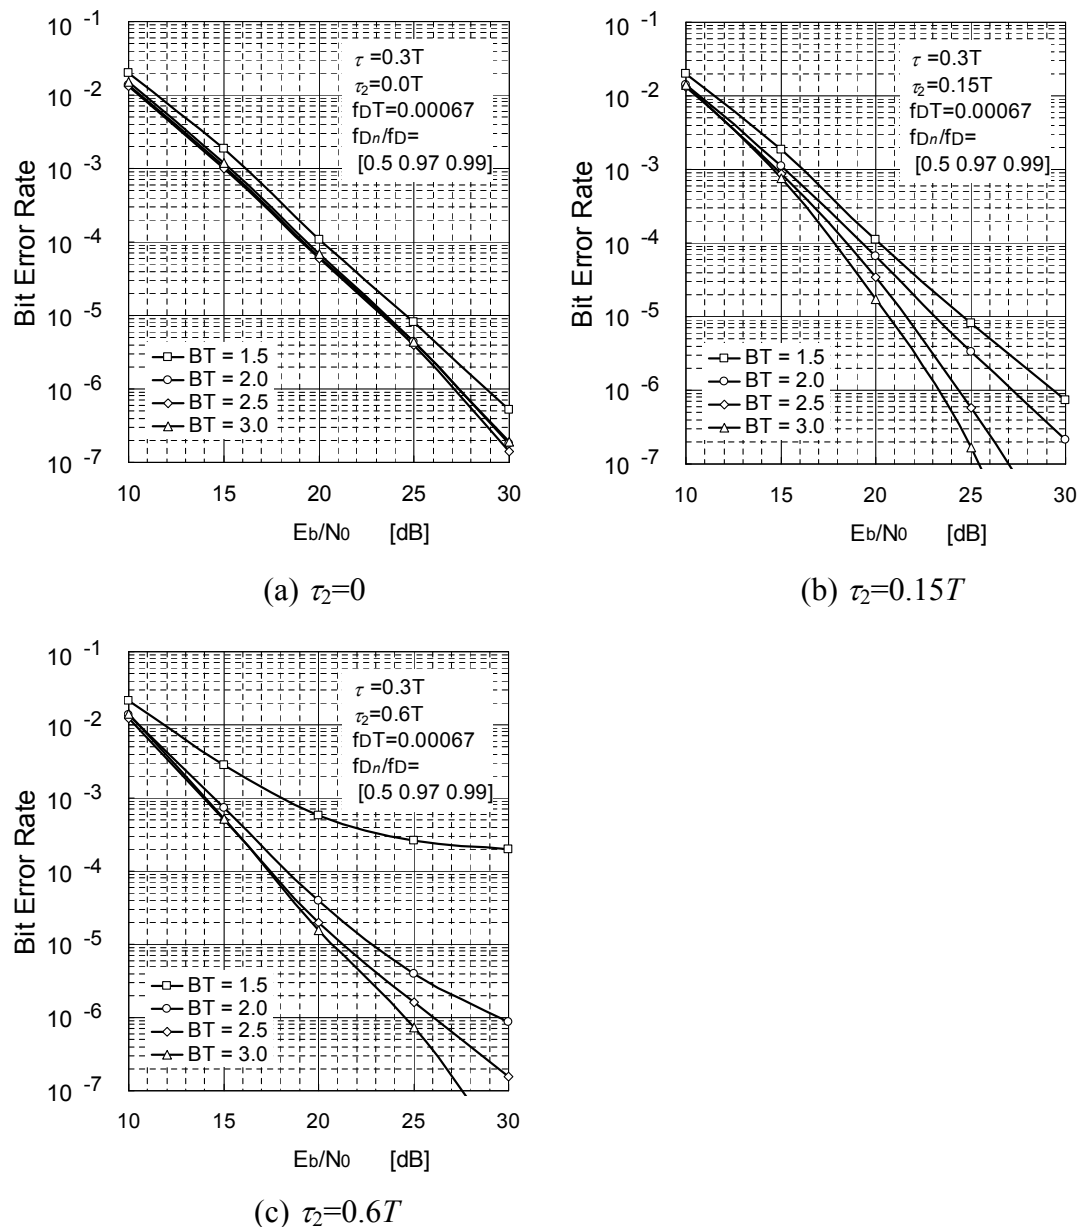 10 -1
10 -2
10 -3
10 -4
10 -5
10 -6
10 -7
Bit Error Rate
τ =0.3T
τ2=0.0T
fDT=0.00067
fDn/fD=
[0.5 0.97 0.99]
BT = 1.5
BT = 2.0
BT = 2.5
BT = 3.0
10 15 20 25 30
Eb/N0 [dB]
(a) τ2=0
10 -1
10 -2
10 -3
10 -4
10 -5
10 -6
10 -7
Bit Error Rate
τ =0.3T
τ2=0.15T
fDT=0.00067
fDn/fD=
[0.5 0.97 0.99]
BT = 1.5
BT = 2.0
BT = 2.5
BT = 3.0
10 15 20 25 30
Eb/N0 [dB]
(b) τ2=0.15T
10 -1
10 -2
10 -3
10 -4
10 -5
10 -6
10 -7
Bit Error Rate
τ =0.3T
τ2=0.6T
fDT=0.00067
fDn/fD=
[0.5 0.97 0.99]
BT = 1.5
BT = 2.0
BT = 2.5
BT = 3.0
10 15 20 25 30
Eb/N0 [dB]
(c) τ2=0.6T